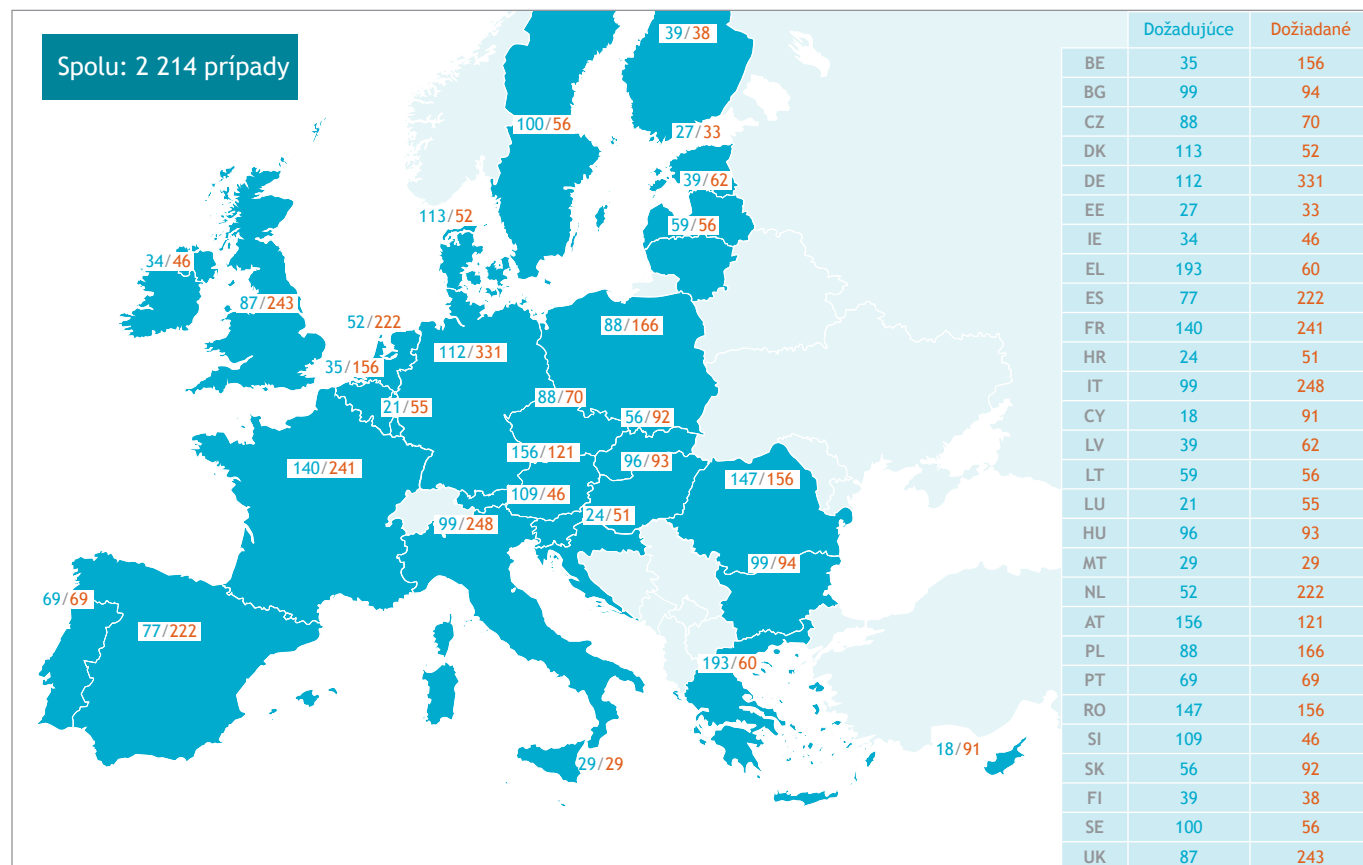 Spolu: 2 214 prípady
39/38
100/56
27/33
39/62
113/52
59/56
34/46
87/243
52/222
88/166
112/331
35/156
88/70
21/55
56/92
156/121
96/93
140/241
147/156
109/46
24/51
99/248
99/94
69/69
77/222
193/60
18/91
29/29
Dožadujúce Dožiadané
BE 35 156
BG 99 94
CZ 88 70
DK 113 52
DE 112 331
EE 27 33
IE 34 46
EL 193 60
ES 77 222
FR 140 241
HR 24 51
IT 99 248
CY 18 91
LV 39 62
LT 59 56
LU 21 55
HU 96 93
MT 29 29
NL 52 222
AT 156 121
PL 88 166
PT 69 69
RO 147 156
SI 109 46
SK 56 92
FI 39 38
SE 100 56
UK 87 243